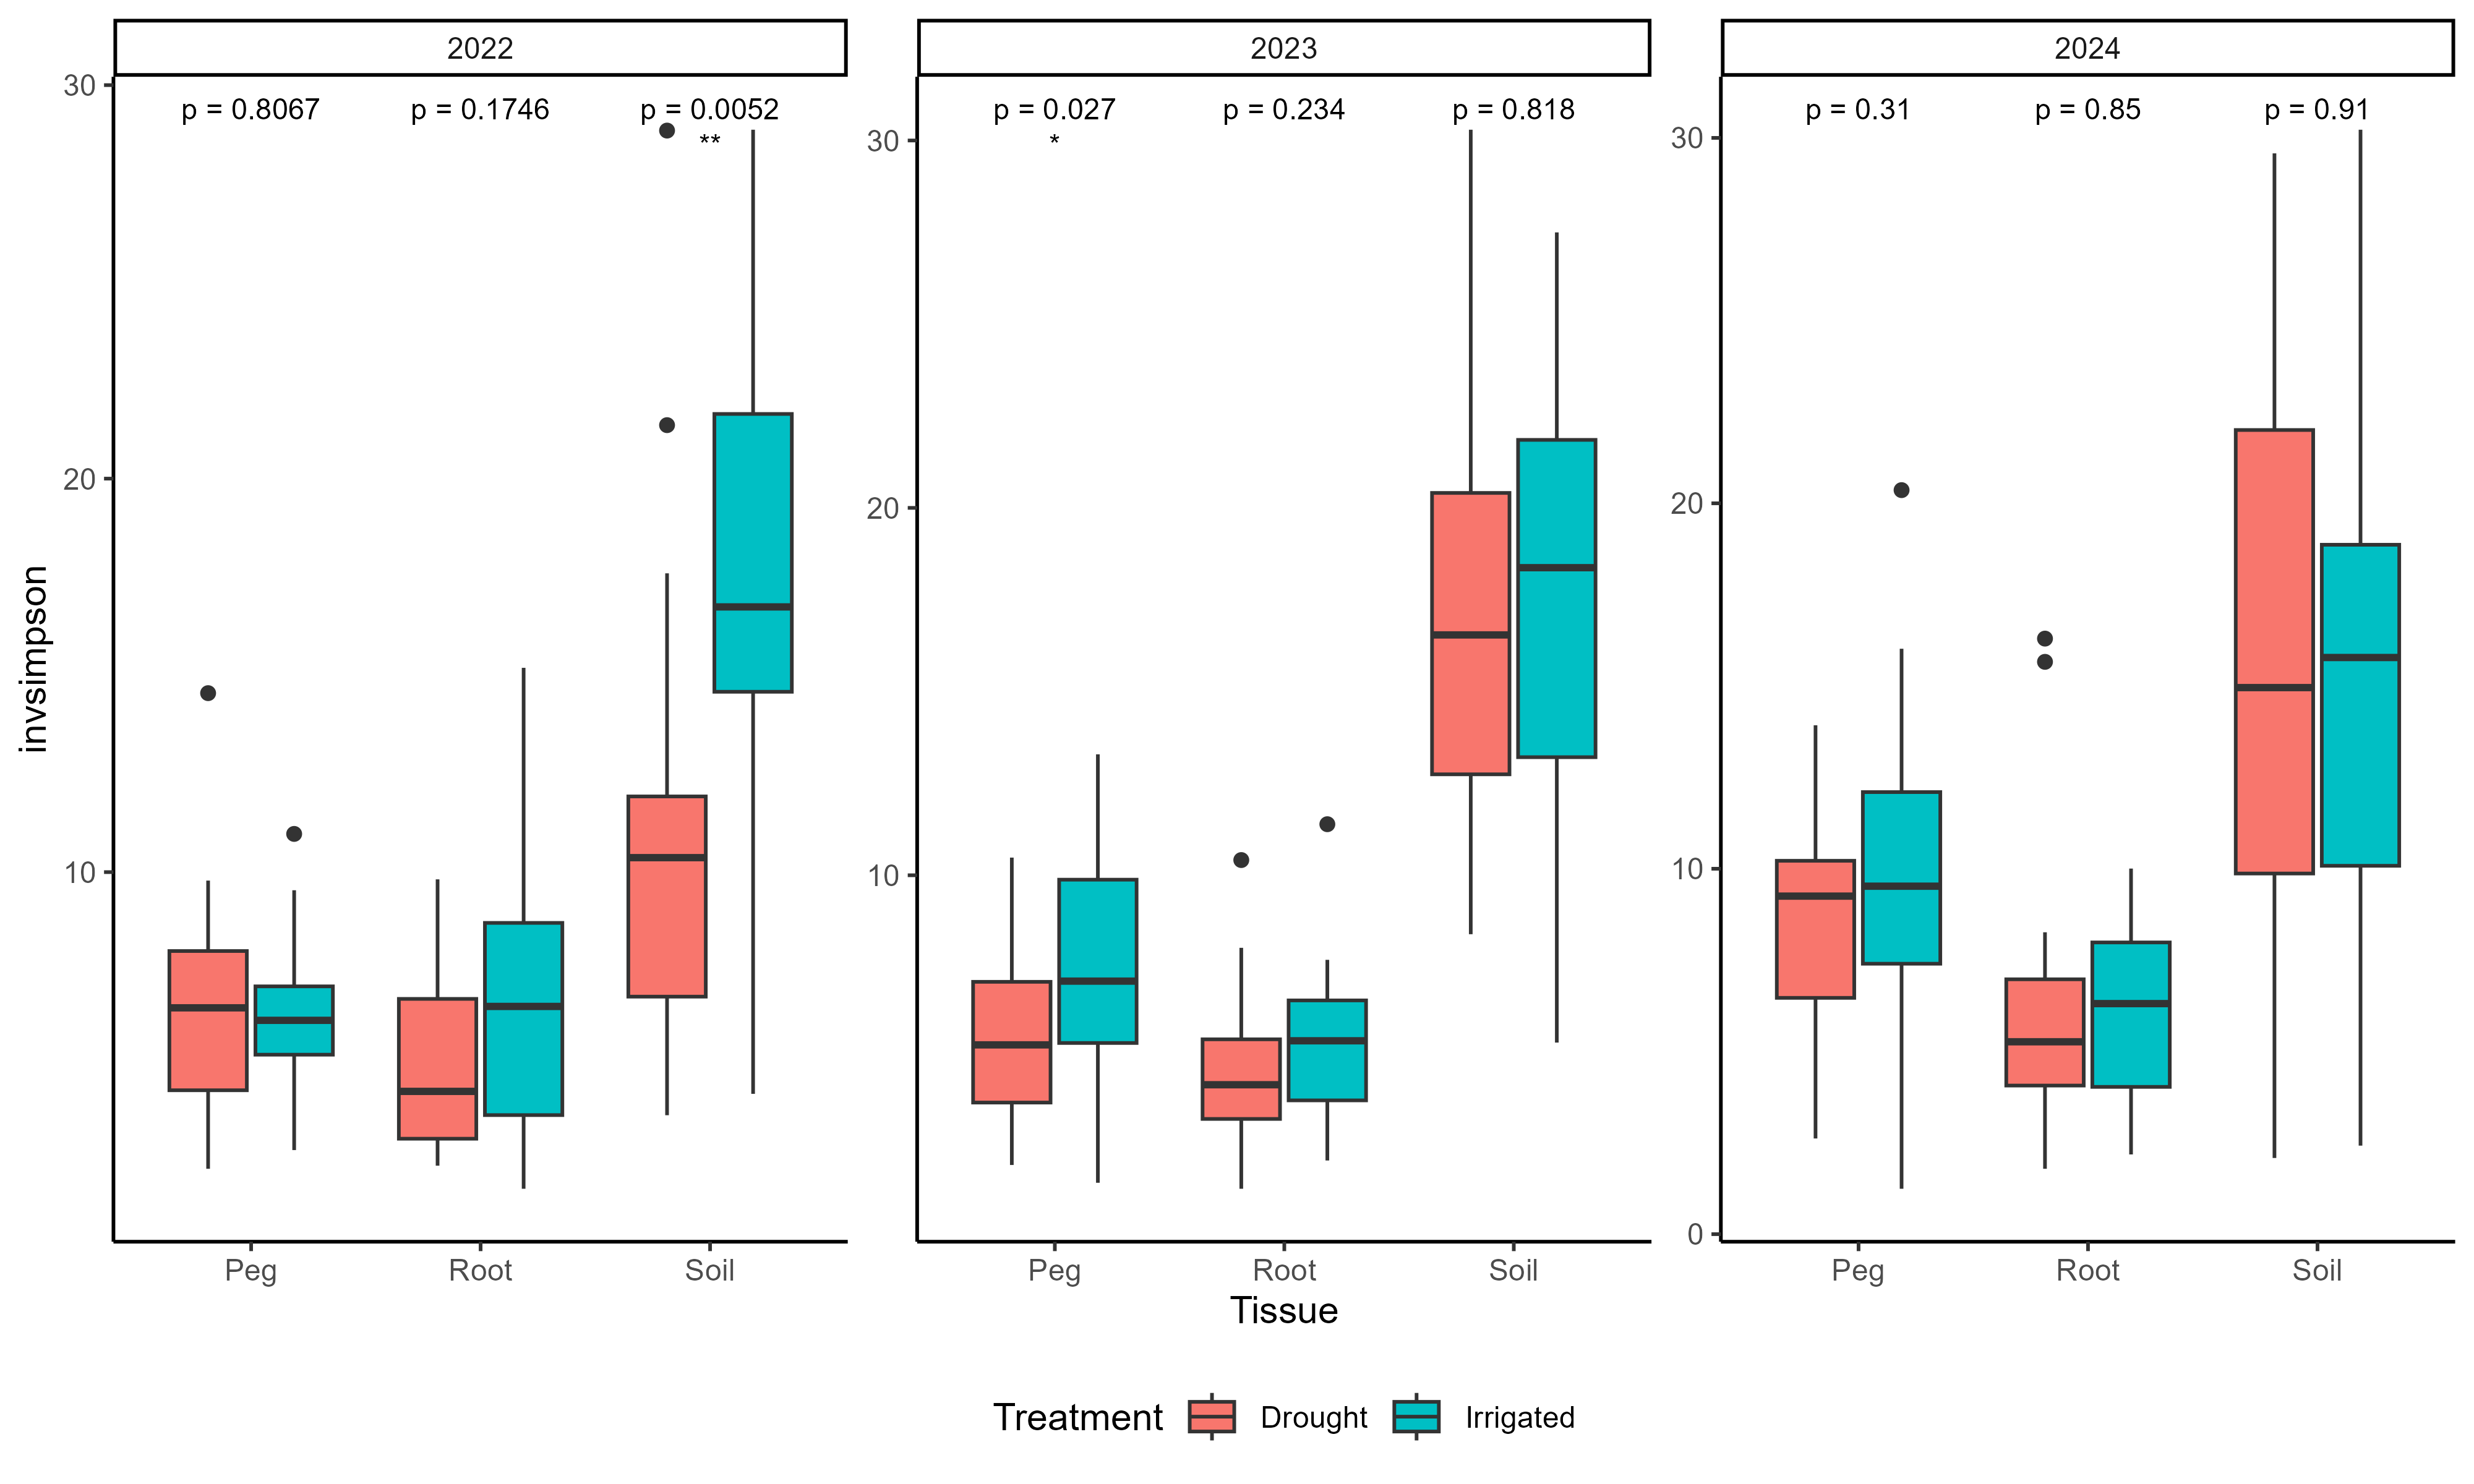 2022
2023
2024
p = 0.8067
p = 0.1746
p = 0.0052
**
p = 0.027
*
p = 0.234
p = 0.818
p = 0.31
p = 0.85
p = 0.91
30
20
10
30
20
10
30
20
10
0
invsimpson
Peg
Root
Soil
Peg
Root
Soil
Peg
Root
Soil
Tissue
Treatment
Drought
Irrigated